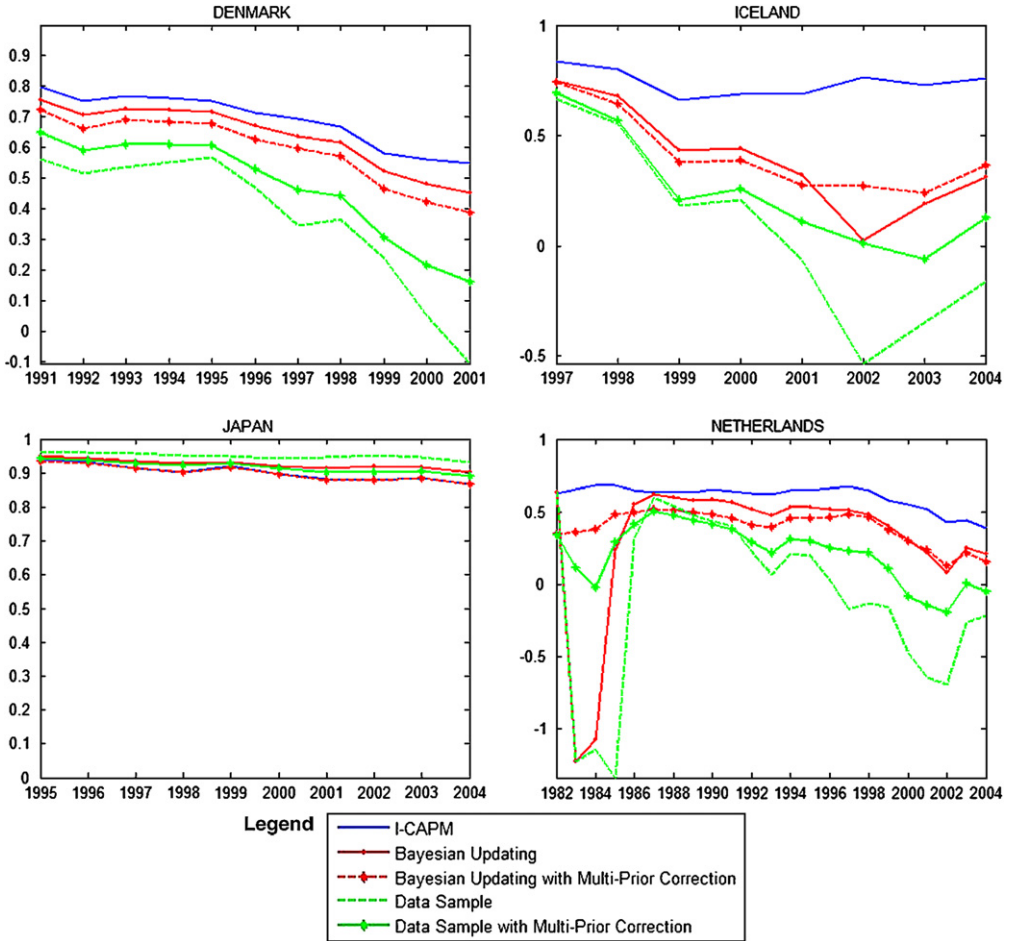 DENMARK
0.9
0.8
0.7
0.6
0.5
0.4
0.3
0.2
0.1
0
-0.1
1991 1992 1993 1994 1995 1996 1997 1998 1999 2000 2001
ICELAND
1
0.5
0
-0.5
1997 1998 1999 2000 2001 2002 2003 2004
JAPAN
1
0.9
0.8
0.7
0.6
0.5
0.4
0.3
0.2
0.1
0
1995 1996 1997 1998 1999 2000 2001 2002 2003 2004
NETHERLANDS
1
0.5
0
-0.5
-1
1982 1984 1986 1988 1990 1992 1994 1996 1998 2000 2002 2004
Legend
I-CAPM
Bayesian Updating
Bayesian Updating with Multi-Prior Correction
Data Sample
Data Sample with Multi-Prior Correction